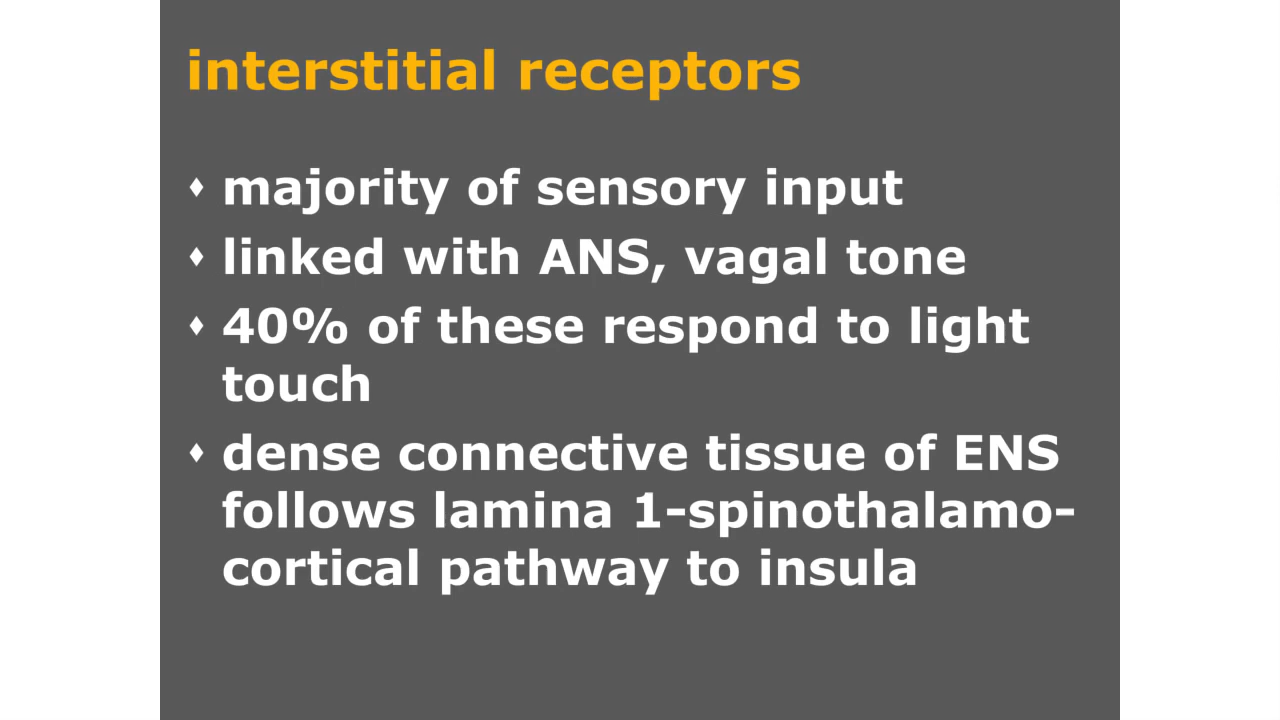 interstitial receptors
♦ majority of sensory input
♦ linked with ANS, vagal tone
♦ 40% of these respond to light
touch
♦ dense connective tissue of ENS
follows lamina 1-spinothalamo-
cortical pathway to insula